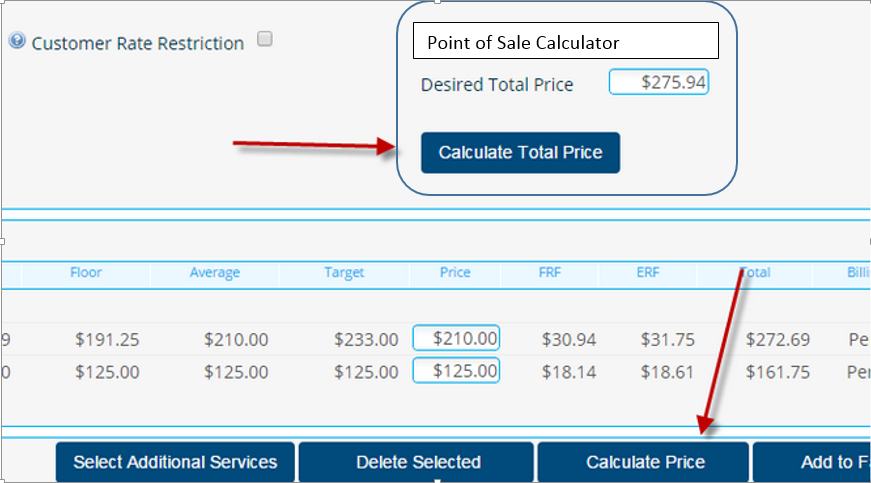 Customer Rate Restriction
Point of Sale Calculator
Desired Total Price $275.94
Calculate Total Price
Floor Average Target Price FRF ERF Total Billi
9 $191.25 $210.00 $233.00 $210.00 $30.94 $31.75 $272.69 Pe
0 $125.00 $125.00 $125.00 $125.00 $18.14 $18.61 $161.75 Per
Select Additional Services Delete Selected Calculate Price Add to Fa